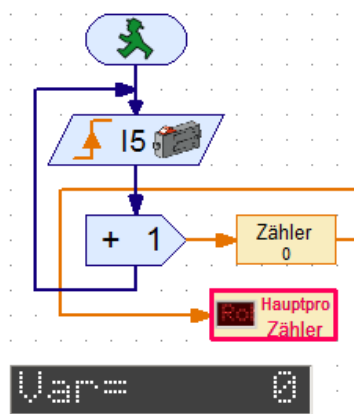 I5
+ 1
Zähler
0
Hauptpro
Zähler
Var= 0